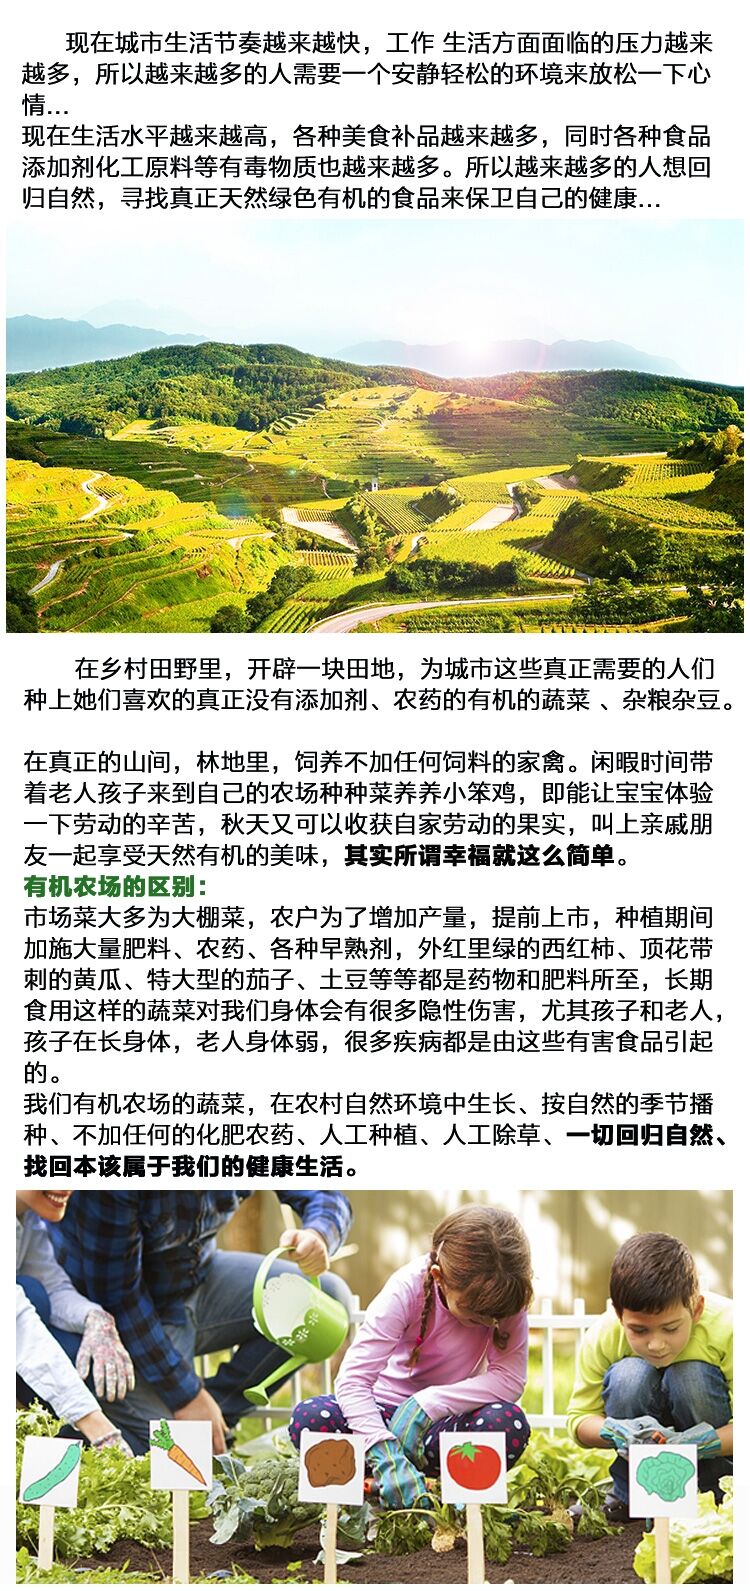 现在城市生活节奏越来越快，工作 生活方面面临的压力越来
越多，所以越来越多的人需要一个安静轻松的环境来放松一下心
情...
现在生活水平越来越高，各种美食补品越来越多，同时各种食品
添加剂化工原料等有毒物质也越来越多。所以越来越多的人想回
归自然，寻找真正天然绿色有机的食品来保卫自己的健康...
在乡村田野里，开辟一块田地，为城市这些真正需要的人们
种上她们喜欢的真正没有添加剂、农药的有机的蔬菜 、杂粮杂豆。
在真正的山间，林地里，饲养不加任何饲料的家禽。闲暇时间带
着老人孩子来到自己的农场种种菜养养小笨鸡，即能让宝宝体验
一下劳动的辛苦，秋天又可以收获自家劳动的果实，叫上亲戚朋
友一起享受天然有机的美味，其实所谓幸福就这么简单。
有机农场的区别：
市场菜大多为大棚菜，农户为了增加产量，提前上市，种植期间
加施大量肥料、农药、各种早熟剂，外红里绿的西红柿、顶花带
刺的黄瓜、特大型的茄子、土豆等等都是药物和肥料所至，长期
食用这样的蔬菜对我们身体会有很多隐性伤害，尤其孩子和老人，
孩子在长身体，老人身体弱，很多疾病都是由这些有害食品引起
的。
我们有机农场的蔬菜，在农村自然环境中生长、按自然的季节播
种、不加任何的化肥农药、人工种植、人工除草、一切回归自然、
找回本该属于我们的健康生活。